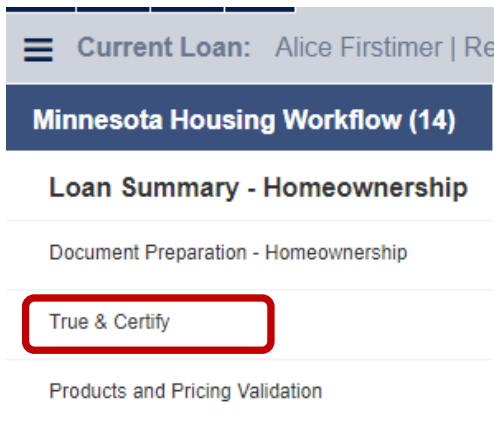 Current Loan: Alice Firstimer | Re
Minnesota Housing Workflow (14)
Loan Summary - Homeownership
Document Preparation - Homeownership
True & Certify
Products and Pricing Validation